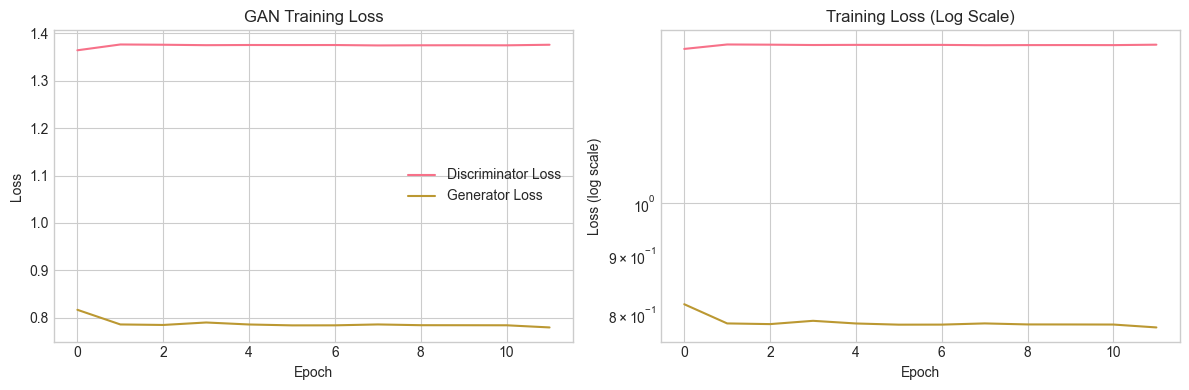 GAN Training Loss
1.4
1.3
1.2
1.1
1.0
0.9
0.8
Loss
Discriminator Loss
Generator Loss
0 2 4 6 8 10
Epoch
Training Loss (Log Scale)
10⁰
9 × 10⁻¹
8 × 10⁻¹
Loss (log scale)
0 2 4 6 8 10
Epoch